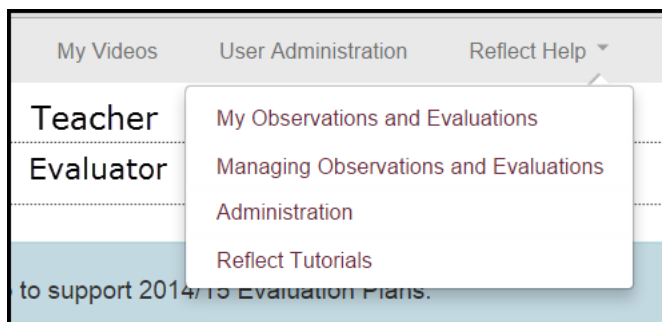 My Videos User Administration Reflect Help
Teacher
My Observations and Evaluations
Evaluator
Managing Observations and Evaluations
Administration
Reflect Tutorials
to support 2014/15 Evaluation Plans.